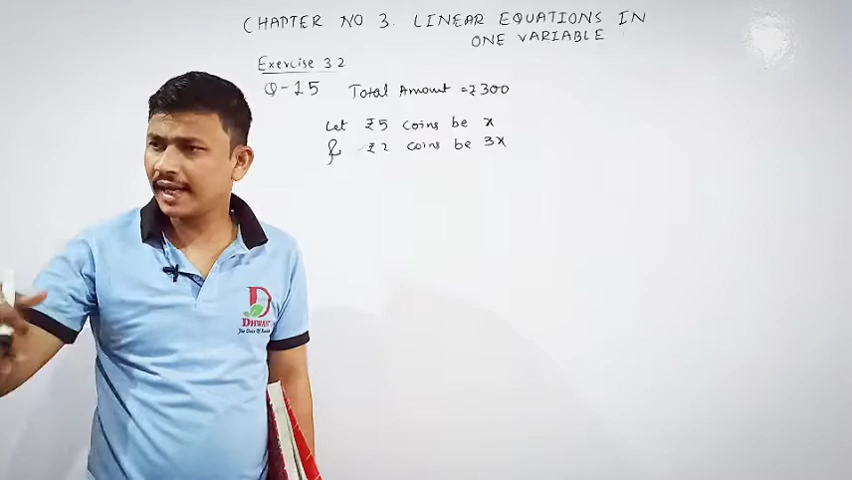 CHAPTER NO 3. LINEAR EQUATIONS IN
ONE VARIABLE
Exercise 3.2
Q-15 Total Amount = ₹300
Let ₹5 coins be x
& ₹2 coins be 3x
D